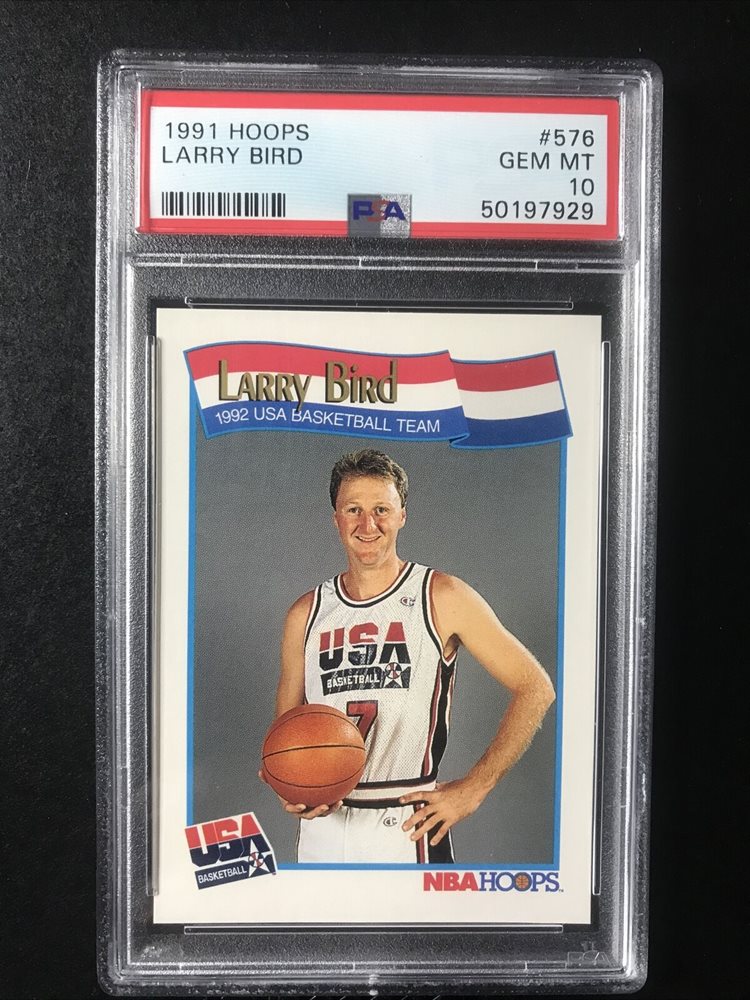 1991 HOOPS
#576
LARRY BIRD
GEM MT
10
PSA
50197929
LARRY BIRD
1992 USA BASKETBALL TEAM
USA
BASKETBALL
7
USA
BASKETBALL
NBA HOOPS